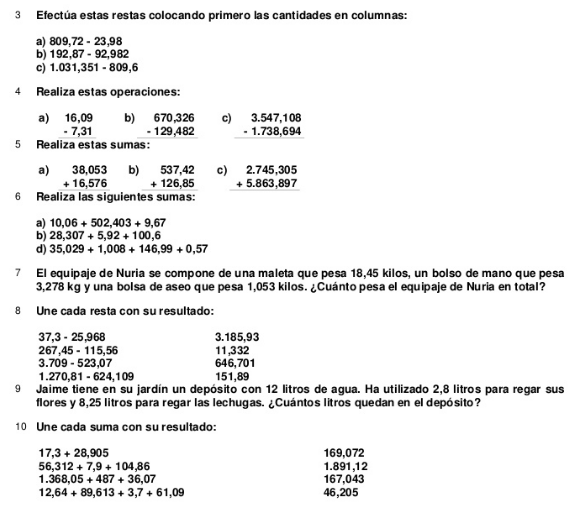 3 Efectúa estas restas colocando primero las cantidades en columnas:
a) 809,72 - 23,98
b) 192,87 - 92,982
c) 1.031,351 - 809,6
4 Realiza estas operaciones:
a) 16,09 b) 670,326 c) 3.547,108
- 7,31 - 129,482 - 1.738,694
5 Realiza estas sumas:
a) 38,053 b) 537,42 c) 2.745,305
+ 16,576 + 126,85 + 5.863,897
6 Realiza las siguientes sumas:
a) 10,06 + 502,403 + 9,67
b) 28,307 + 5,92 + 100,6
d) 35,029 + 1,008 + 146,99 + 0,57
7 El equipaje de Nuria se compone de una maleta que pesa 18,45 kilos, un bolso de mano que pesa
3,278 kg y una bolsa de aseo que pesa 1,053 kilos. ¿Cuánto pesa el equipaje de Nuria en total?
8 Une cada resta con su resultado:
37,3 - 25,968 3.185,93
267,45 - 115,56 11,332
3.709 - 523,07 646,701
1.270,81 - 624,109 151,89
9 Jaime tiene en su jardín un depósito con 12 litros de agua. Ha utilizado 2,8 litros para regar sus
flores y 8,25 litros para regar las lechugas. ¿Cuántos litros quedan en el depósito?
10 Une cada suma con su resultado:
17,3 + 28,905 169,072
56,312 + 7,9 + 104,86 1.891,12
1.368,05 + 487 + 36,07 167,043
12,64 + 89,613 + 3,7 + 61,09 46,205